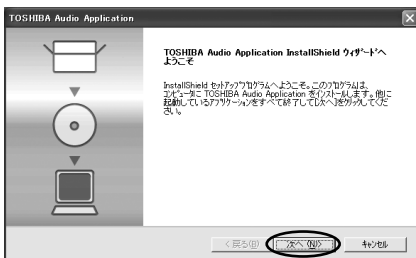 TOSHIBA Audio Application
TOSHIBA Audio Application InstallShield ウィザードへ
ようこそ
InstallShield セットアッププログラムへようこそ。このプログラムは、
コンピュータに TOSHIBA Audio Application をインストールします。他に
起動しているアプリケーションをすべて終了して[次へ]をクリックしてくだ
さい。
< 戻る(B)
次へ (N)>
キャンセル